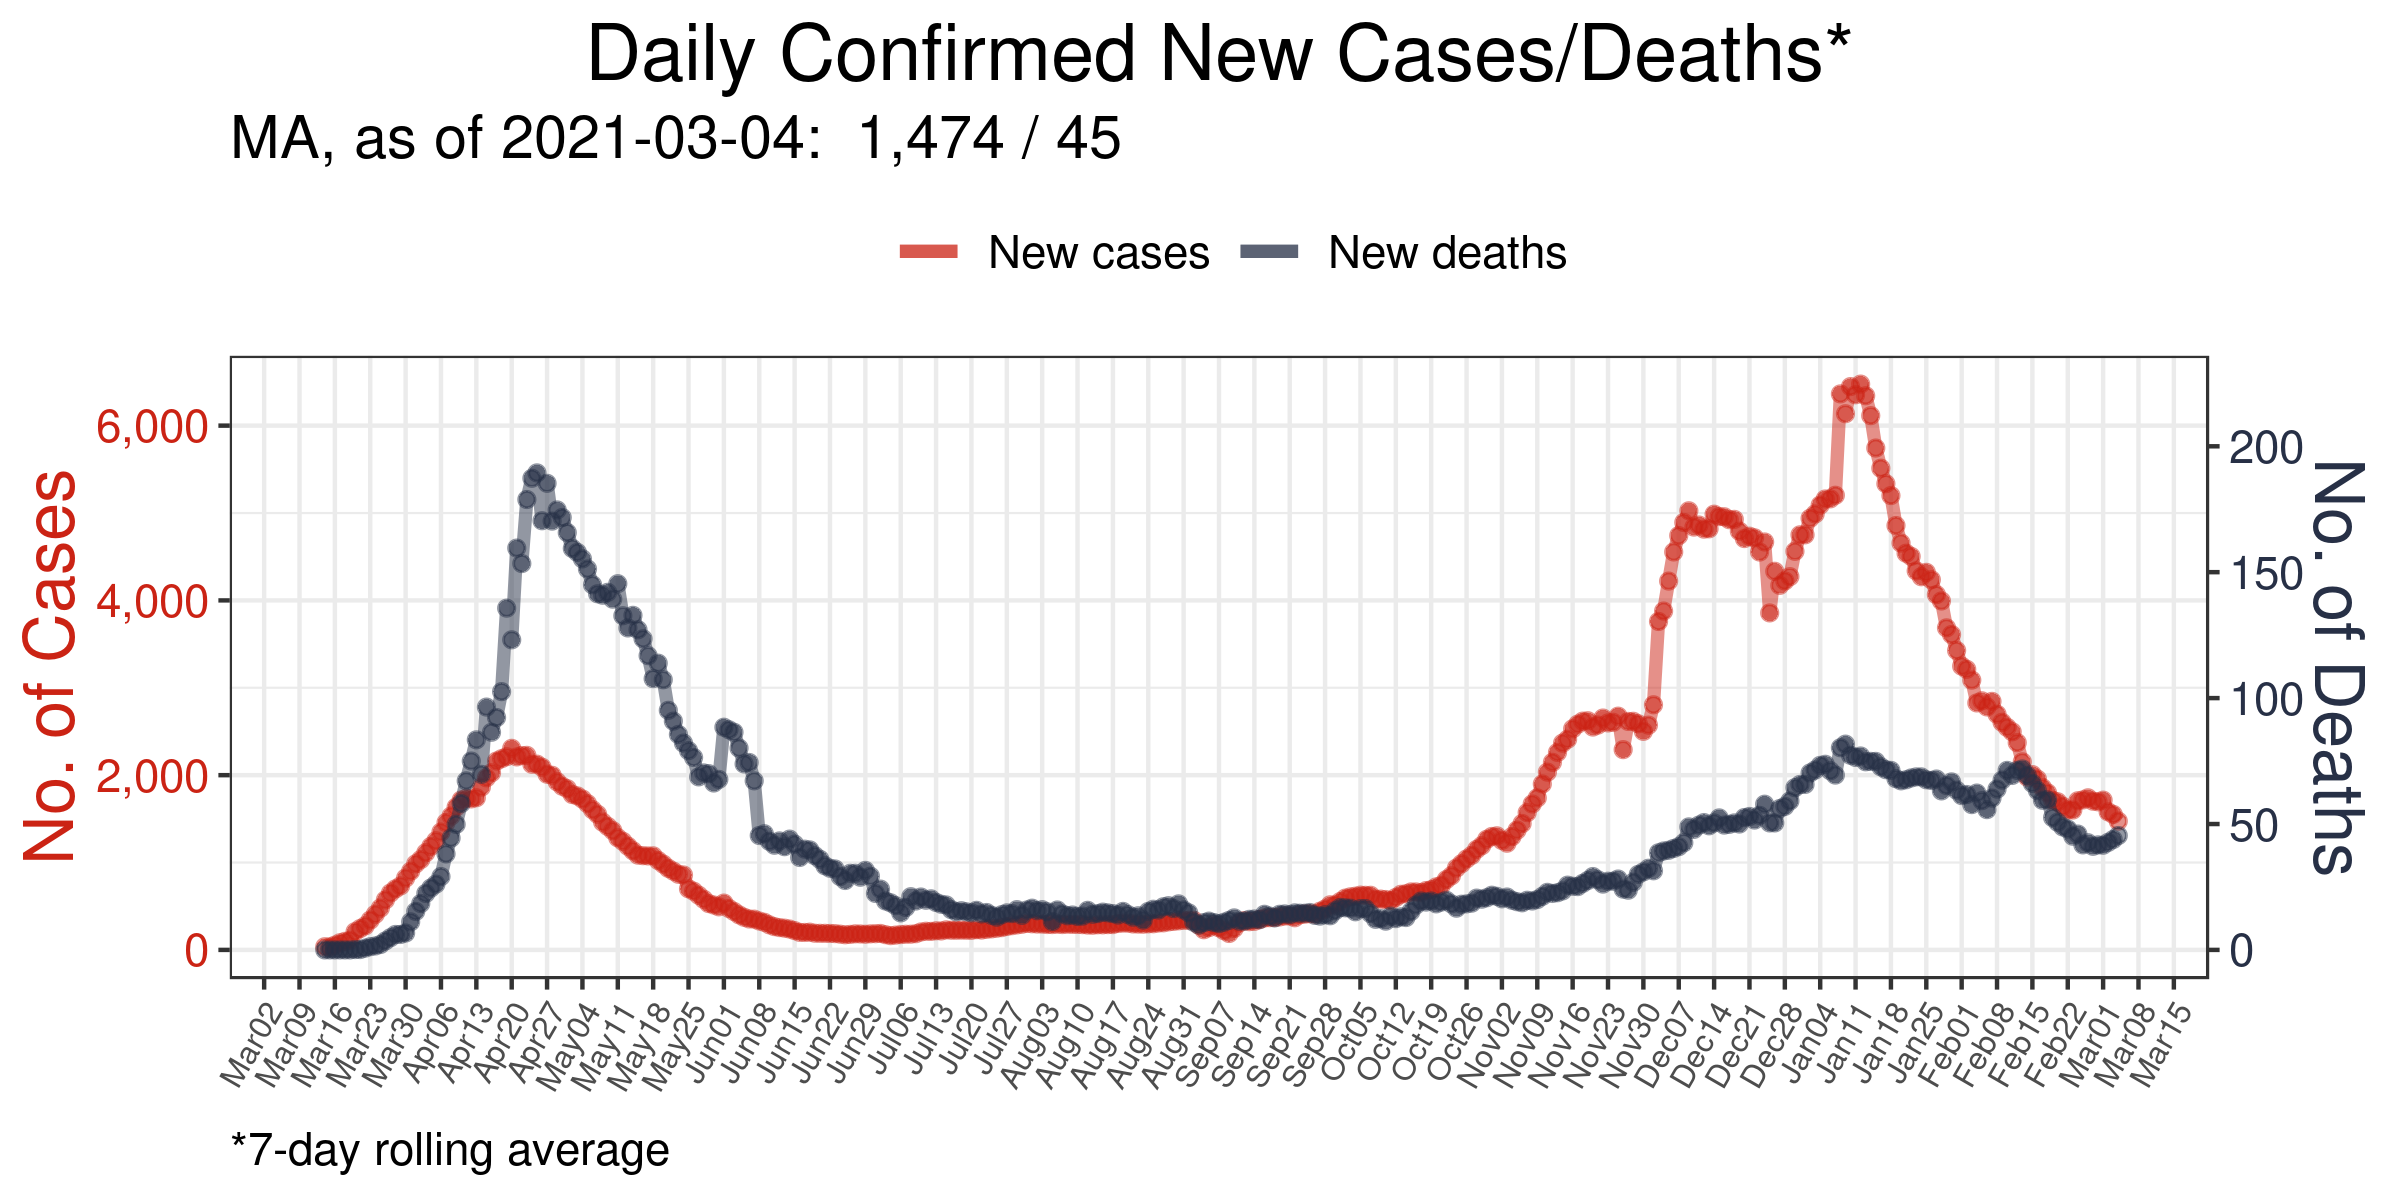 Daily Confirmed New Cases/Deaths*
MA, as of 2021-03-04:  1,474 / 45
New cases
New deaths
No. of Cases
6,000
4,000
2,000
0
No. of Deaths
200
150
100
50
0
Mar02
Mar09
Mar16
Mar23
Mar30
Apr06
Apr13
Apr20
Apr27
May04
May11
May18
May25
Jun01
Jun08
Jun15
Jun22
Jun29
Jul06
Jul13
Jul20
Jul27
Aug03
Aug10
Aug17
Aug24
Aug31
Sep07
Sep14
Sep21
Sep28
Oct05
Oct12
Oct19
Oct26
Nov02
Nov09
Nov16
Nov23
Nov30
Dec07
Dec14
Dec21
Dec28
Jan04
Jan11
Jan18
Jan25
Feb01
Feb08
Feb15
Feb22
Mar01
Mar08
Mar15
*7-day rolling average